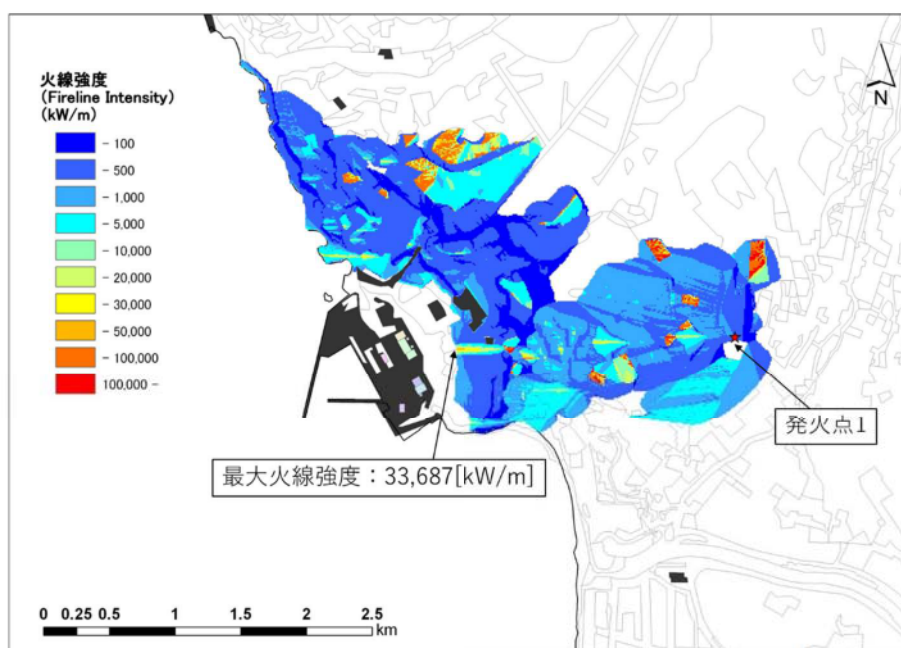 火線強度
(Fireline Intensity)
(kW/m)
- 100
- 500
- 1,000
- 5,000
- 10,000
- 20,000
- 30,000
- 50,000
- 100,000
100,000 -
N
発火点1
最大火線強度：33,687[kW/m]
0 0.25 0.5 1 1.5 2 2.5
km